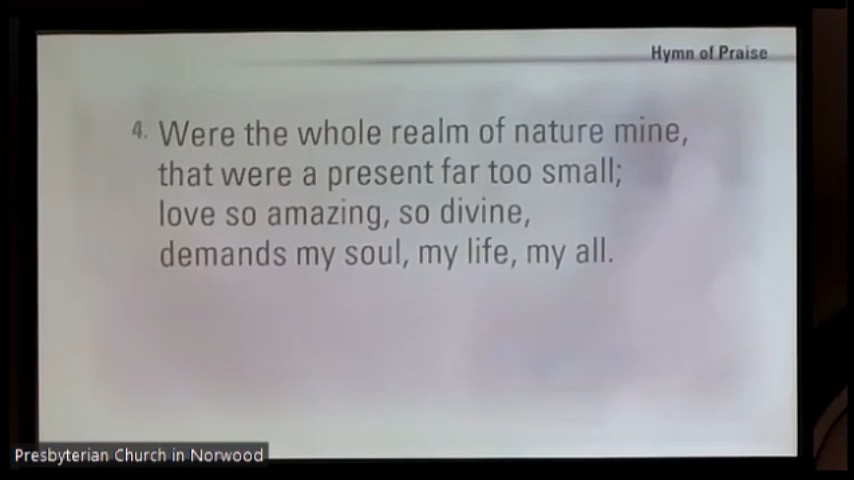 Hymn of Praise
4. Were the whole realm of nature mine,
that were a present far too small;
love so amazing, so divine,
demands my soul, my life, my all.
Presbyterian Church in Norwood